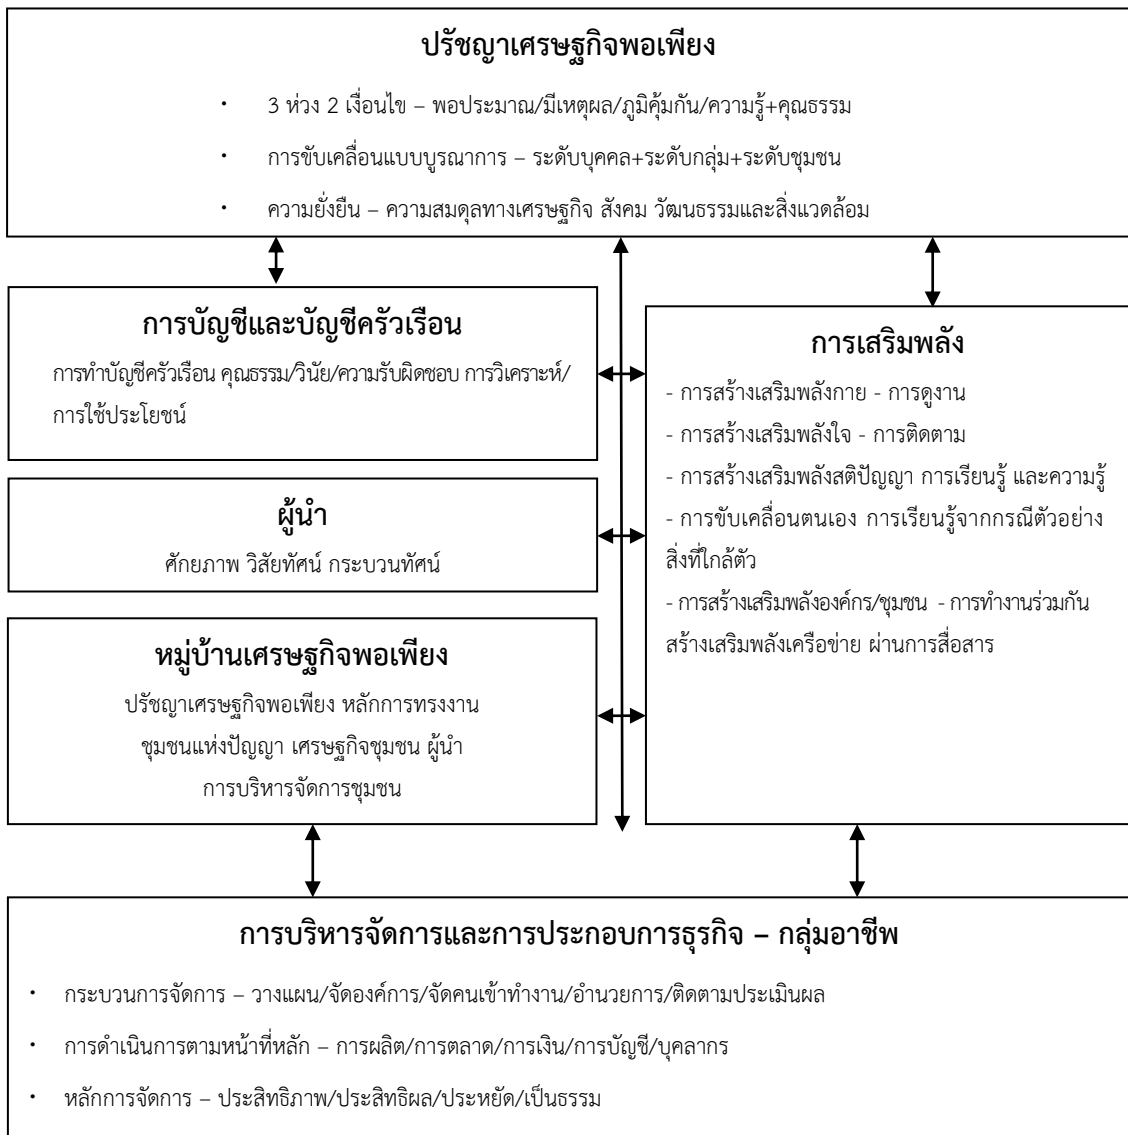 ปรัชญาเศรษฐกิจพอเพียง
• 3 ห่วง 2 เงื่อนไข – พอประมาณ/มีเหตุผล/ภูมิคุ้มกัน/ความรู้+คุณธรรม
• การขับเคลื่อนแบบบูรณาการ – ระดับบุคคล+ระดับกลุ่ม+ระดับชุมชน
• ความยั่งยืน – ความสมดุลทางเศรษฐกิจ สังคม วัฒนธรรมและสิ่งแวดล้อม
การบัญชีและบัญชีครัวเรือน
การทำบัญชีครัวเรือน คุณธรรม/วินัย/ความรับผิดชอบ การวิเคราะห์/
การใช้ประโยชน์
ผู้นำ
ศักยภาพ วิสัยทัศน์ กระบวนทัศน์
หมู่บ้านเศรษฐกิจพอเพียง
ปรัชญาเศรษฐกิจพอเพียง หลักการทรงงาน
ชุมชนแห่งปัญญา เศรษฐกิจชุมชน ผู้นำ
การบริหารจัดการชุมชน
การเสริมพลัง
- การสร้างเสริมพลังกาย - การดูงาน
- การสร้างเสริมพลังใจ - การติดตาม
- การสร้างเสริมพลังสติปัญญา การเรียนรู้ และความรู้
- การขับเคลื่อนตนเอง การเรียนรู้จากกรณีตัวอย่าง
สิ่งที่ใกล้ตัว
- การสร้างเสริมพลังองค์กร/ชุมชน - การทำงานร่วมกัน
สร้างเสริมพลังเครือข่าย ผ่านการสื่อสาร
การบริหารจัดการและการประกอบการธุรกิจ – กลุ่มอาชีพ
• กระบวนการจัดการ – วางแผน/จัดองค์การ/จัดคนเข้าทำงาน/อำนวยการ/ติดตามประเมินผล
• การดำเนินการตามหน้าที่หลัก – การผลิต/การตลาด/การเงิน/การบัญชี/บุคลากร
• หลักการจัดการ – ประสิทธิภาพ/ประสิทธิผล/ประหยัด/เป็นธรรม